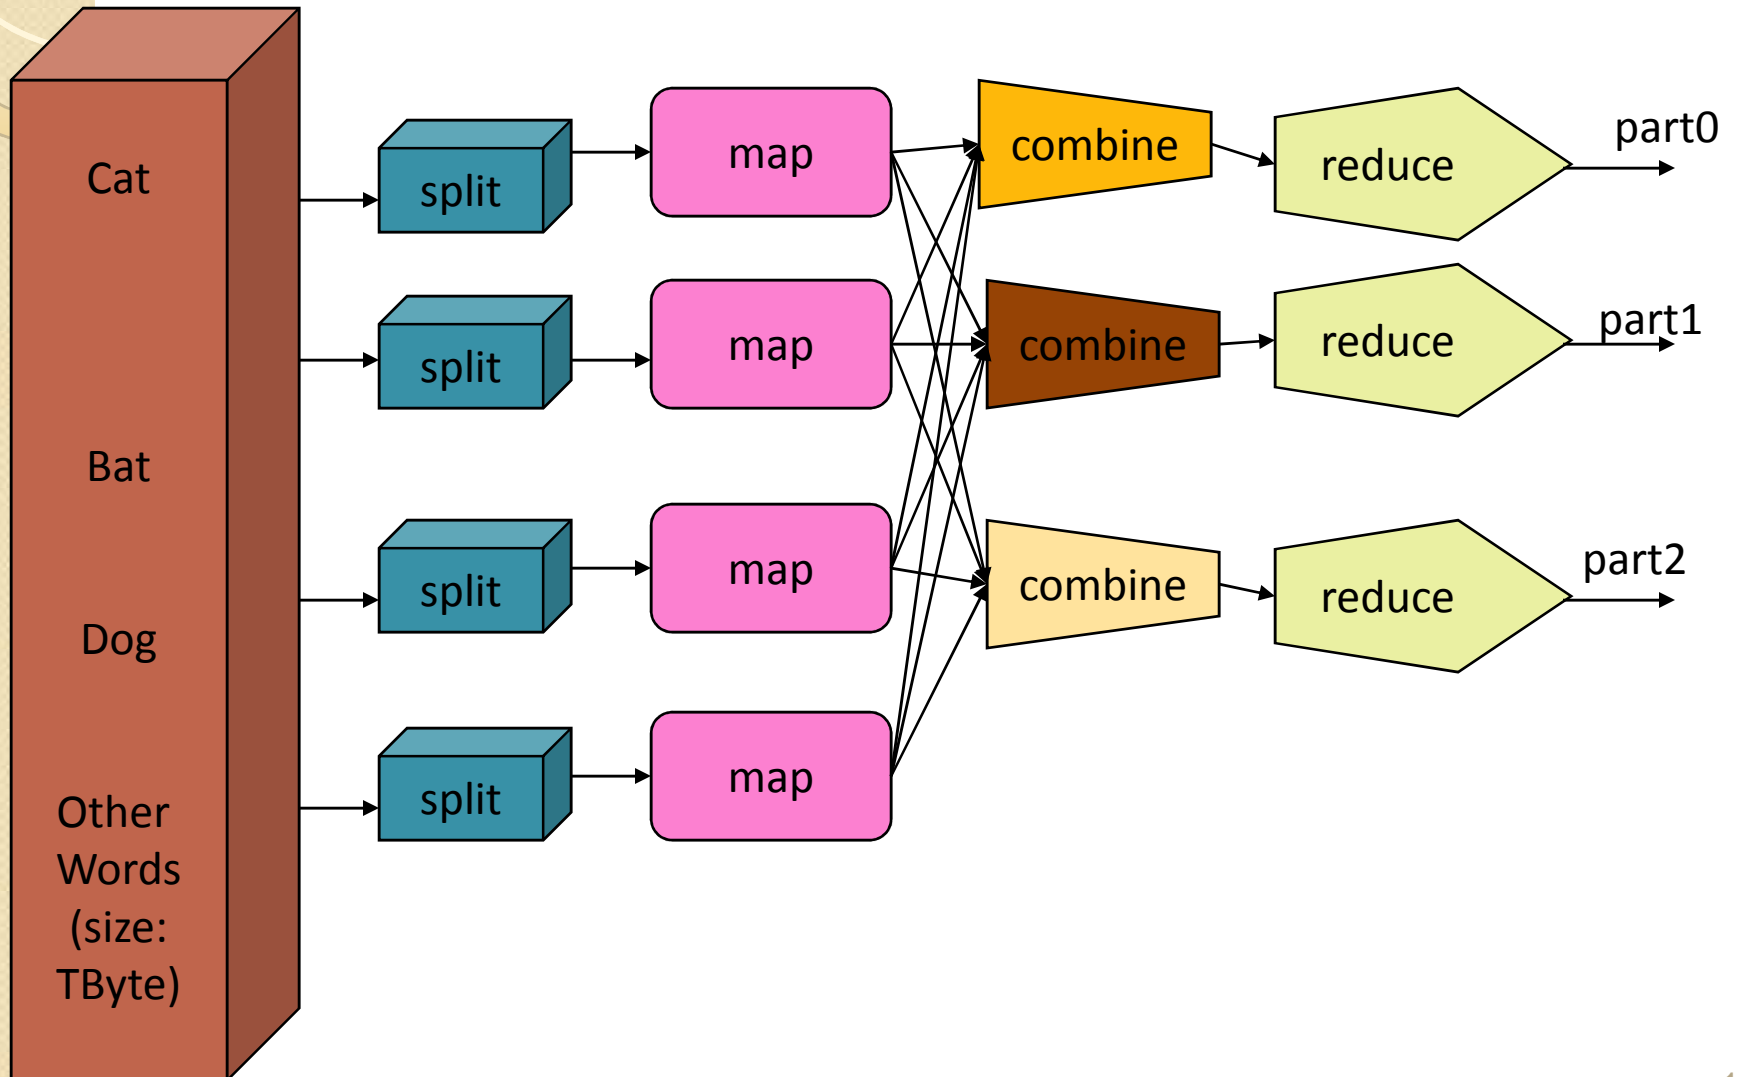 Cat
Bat
Dog
Other
Words
(size:
TByte)
split
map
combine
reduce
part0
split
map
combine
reduce
part1
split
map
combine
reduce
part2
split
map